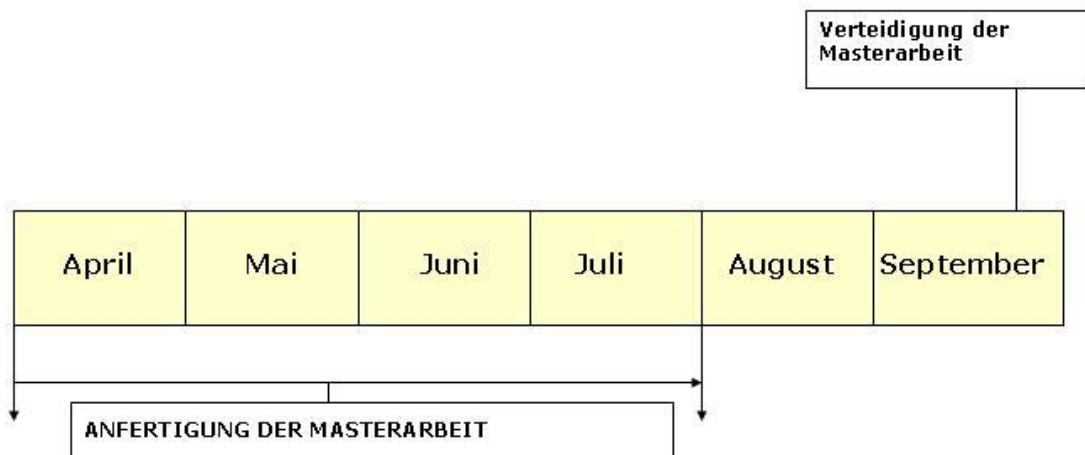 Verteidigung der
Masterarbeit
April Mai Juni Juli August September
ANFERTIGUNG DER MASTERARBEIT